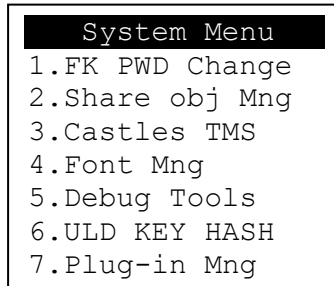 System Menu
1.FK PWD Change
2.Share obj Mng
3.Castles TMS
4.Font Mng
5.Debug Tools
6.ULD KEY HASH
7.Plug-in Mng